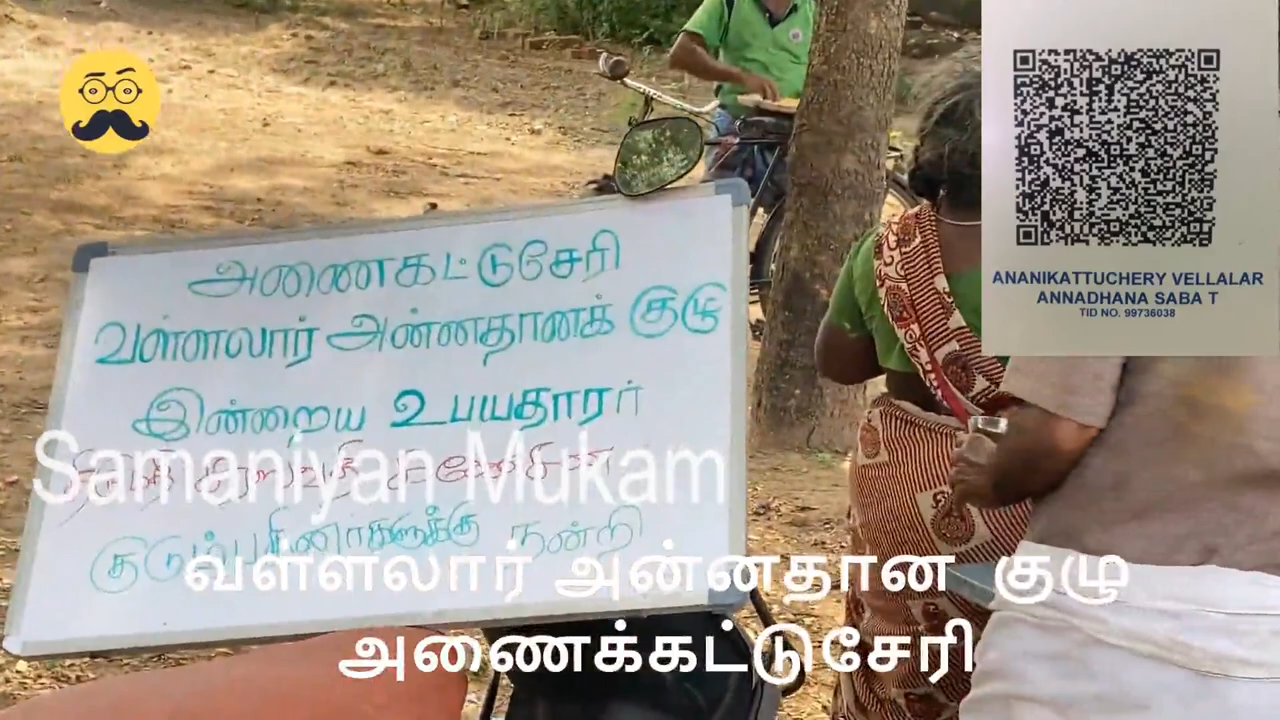 அணைகட்டுசேரி
வள்ளலார் அன்னதானக் குழு
இன்றைய உபயதாரர்
குடும்பத்தினர்களுக்கு நன்றி
Samaniyan Mukam
வள்ளலார் அன்னதான குழு
அணைக்கட்டுசேரி
ANANIKATTUCHERY VELLALAR
ANNADHANA SABA T
TID NO. 99736038